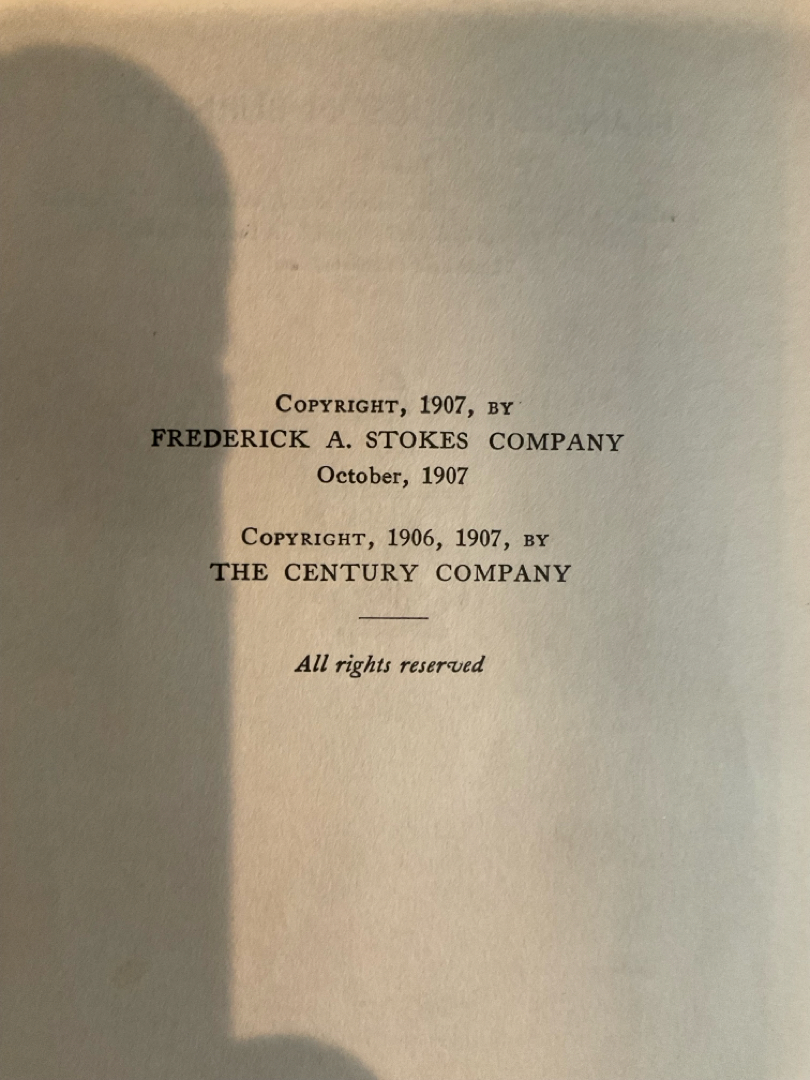 Copyright, 1907, by
FREDERICK A. STOKES COMPANY
October, 1907
Copyright, 1906, 1907, by
THE CENTURY COMPANY
All rights reserved